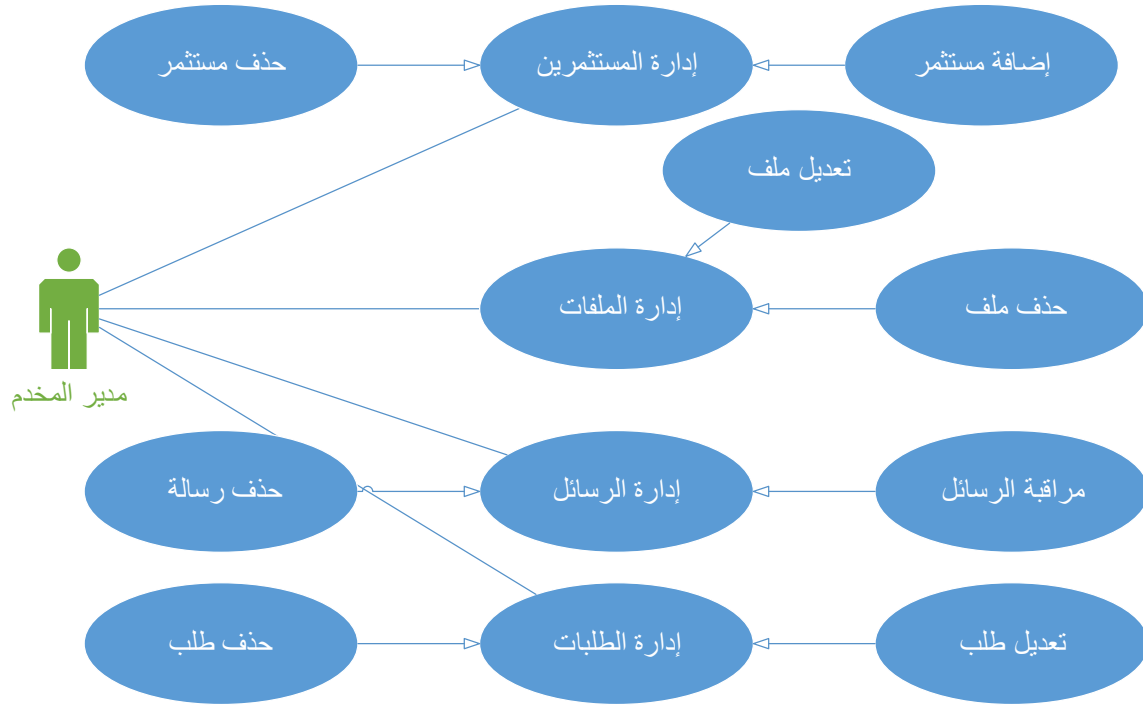 إضافة مستثمر
إدارة المستثمرين
حذف مستثمر
تعديل ملف
حذف ملف
إدارة الملفات
مدير المخدم
مراقبة الرسائل
إدارة الرسائل
حذف رسالة
تعديل طلب
إدارة الطلبات
حذف طلب